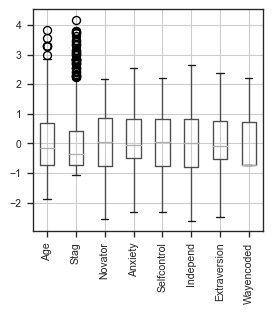 4
3
2
1
0
−1
−2
Age
Stag
Novator
Anxiety
Selfcontrol
Independ
Extraversion
Wayencoded